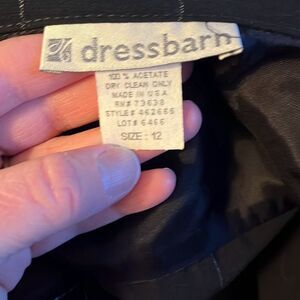 dressbarn
100% ACETATE
DRY CLEAN ONLY
MADE IN U.S.A
RN# 73638
STYLE# 462665
LOT# 6466
SIZE: 12